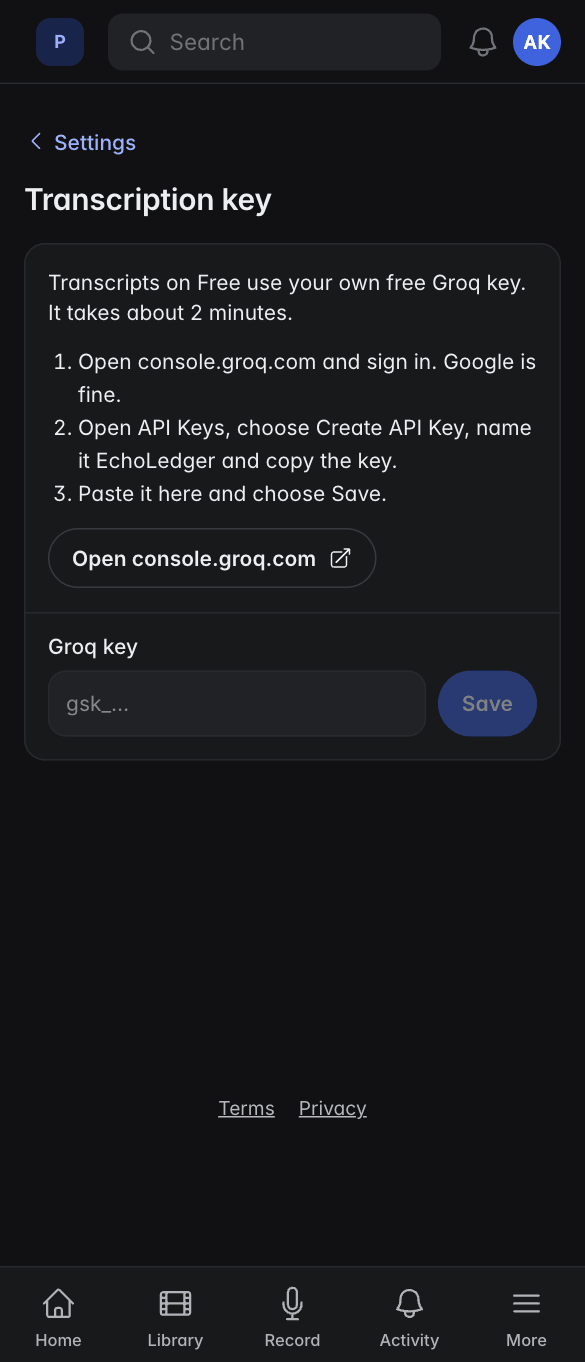 P
Search
AK
Settings
Transcription key
Transcripts on Free use your own free Groq key.
It takes about 2 minutes.
1. Open console.groq.com and sign in. Google is
fine.
2. Open API Keys, choose Create API Key, name
it EchoLedger and copy the key.
3. Paste it here and choose Save.
Open console.groq.com
Groq key
gsk_...
Save
Terms Privacy
Home Library Record Activity More